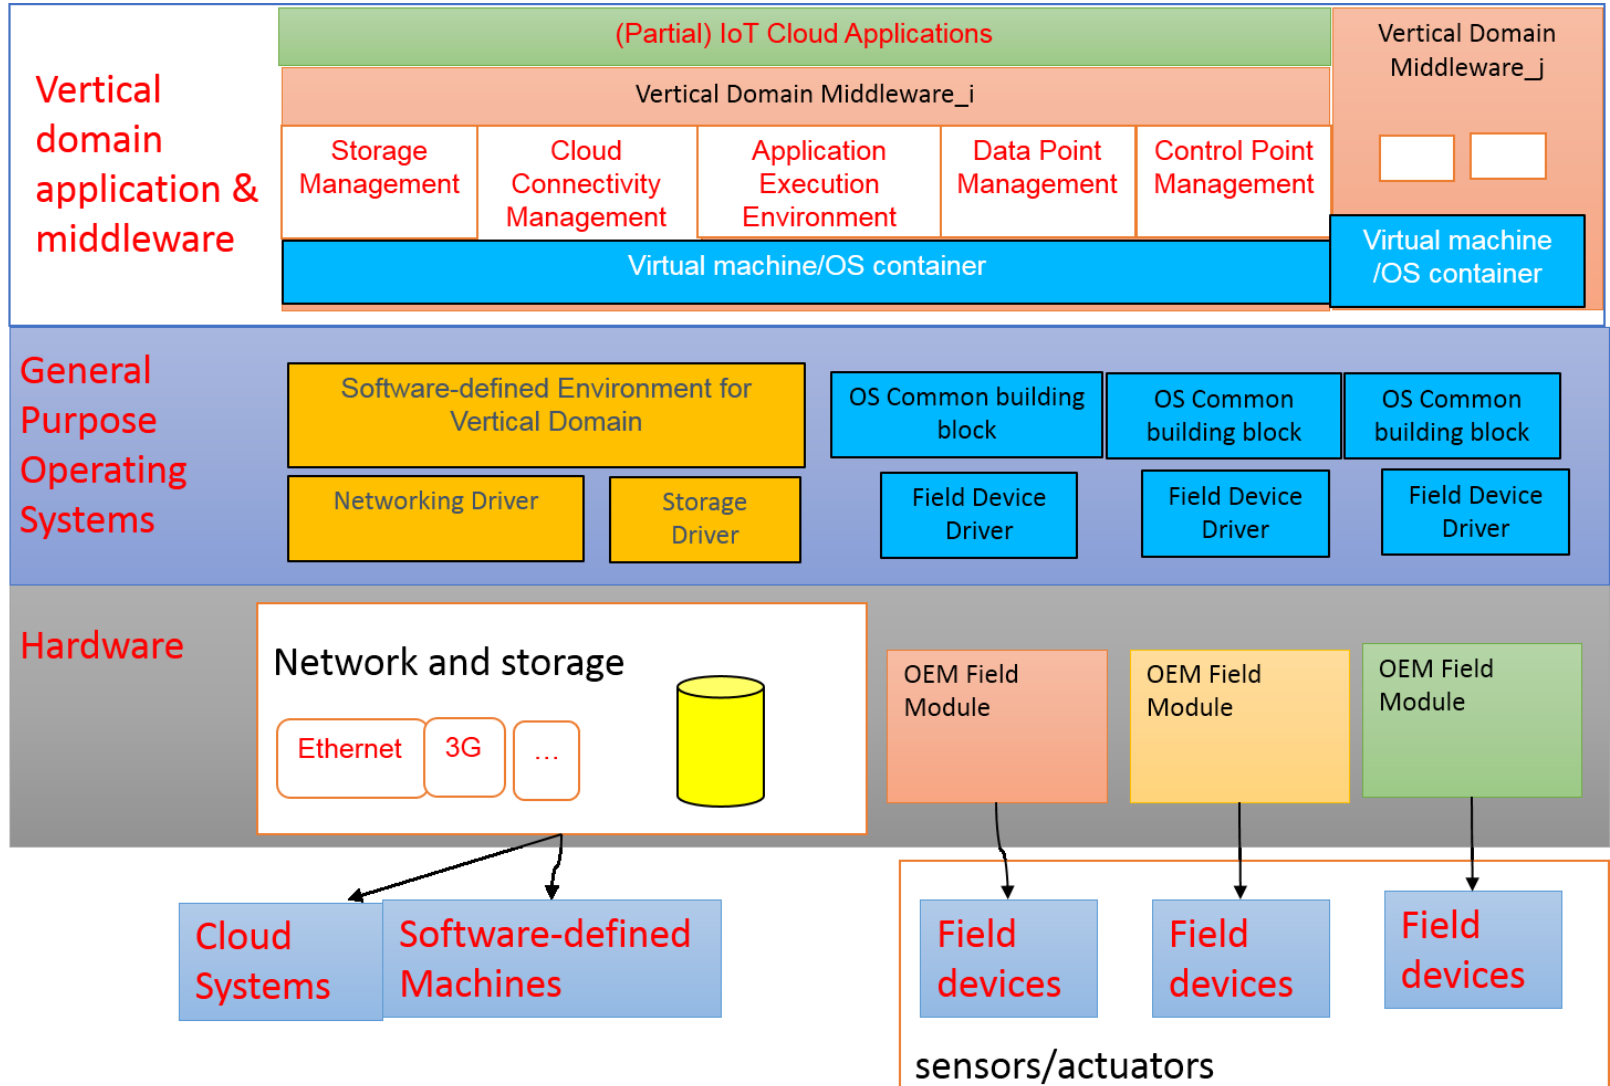 (Partial) IoT Cloud Applications
Vertical Domain
Middleware_j
Vertical
domain
application &
middleware
Vertical Domain Middleware_i
Storage
Management
Cloud
Connectivity
Management
Application
Execution
Environment
Data Point
Management
Control Point
Management
Virtual machine/OS container
Virtual machine
/OS container
General
Purpose
Operating
Systems
Software-defined Environment for
Vertical Domain
OS Common building
block
OS Common
building block
OS Common
building block
Networking Driver
Storage
Driver
Field Device
Driver
Field Device
Driver
Field Device
Driver
Hardware
Network and storage
Ethernet
3G
...
OEM Field
Module
OEM Field
Module
OEM Field
Module
Cloud
Systems
Software-defined
Machines
Field
devices
Field
devices
Field
devices
sensors/actuators